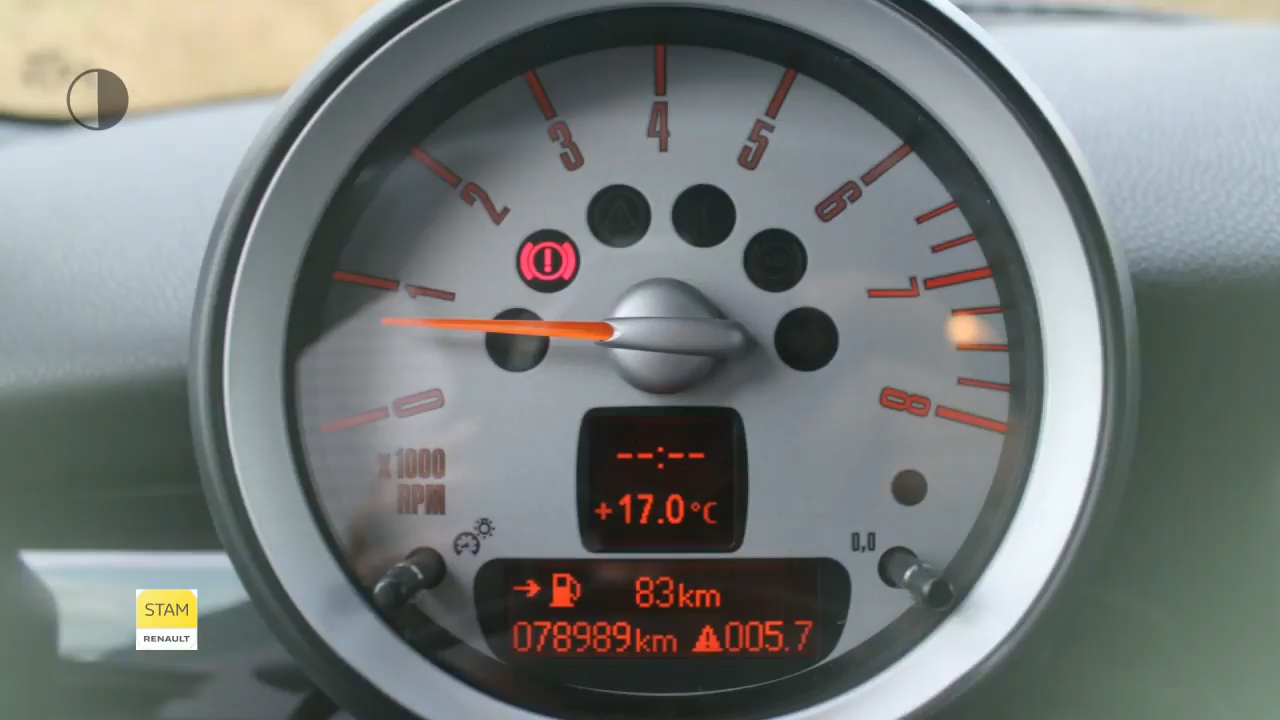 4
3
5
2
6
1
7
0
8
x 1000
RPM
--:--
+17.0°C
0,0
→ 83km
078989km 005.7
STAM
RENAULT